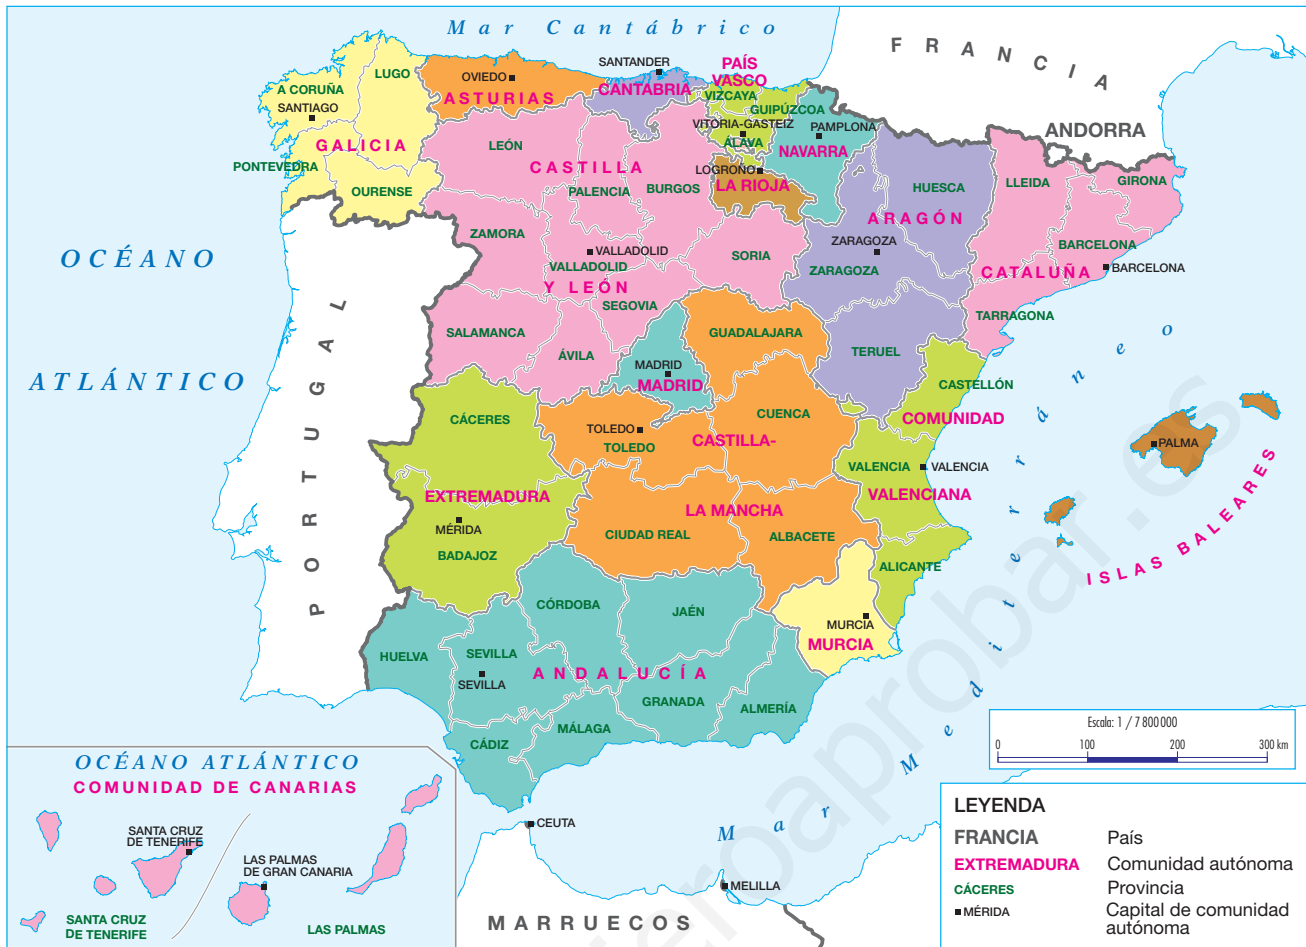 Mar Cantábrico
FRANCIA
ANDORRA
OCÉANO
ATLÁNTICO
PORTUGAL
A CORUÑA
SANTIAGO
LUGO
GALICIA
PONTEVEDRA
OURENSE
OVIEDO
ASTURIAS
SANTANDER
CANTABRIA
PAÍS
VASCO
VIZCAYA
GUIPÚZCOA
VITORIA-GASTEIZ
ÁLAVA
PAMPLONA
NAVARRA
LOGROÑO
LA RIOJA
LEÓN
CASTILLA
PALENCIA
BURGOS
ZAMORA
VALLADOLID
VALLADOLID
Y LEÓN
SORIA
SEGOVIA
SALAMANCA
ÁVILA
HUESCA
ARAGÓN
ZARAGOZA
ZARAGOZA
TERUEL
LLEIDA
GIRONA
BARCELONA
BARCELONA
CATALUÑA
TARRAGONA
MADRID
MADRID
GUADALAJARA
CUENCA
TOLEDO
TOLEDO
CASTILLA-
LA MANCHA
CIUDAD REAL
ALBACETE
CÁCERES
EXTREMADURA
MÉRIDA
BADAJOZ
CASTELLÓN
COMUNIDAD
VALENCIA
VALENCIA
VALENCIANA
ALICANTE
PALMA
ISLAS BALEARES
MURCIA
MURCIA
HUELVA
SEVILLA
SEVILLA
CÓRDOBA
JAÉN
ANDALUCÍA
GRANADA
ALMERÍA
MÁLAGA
CÁDIZ
Mar Mediterráneo
CEUTA
MELILLA
MARRUECOS
OCÉANO ATLÁNTICO
COMUNIDAD DE CANARIAS
SANTA CRUZ
DE TENERIFE
LAS PALMAS
DE GRAN CANARIA
SANTA CRUZ
DE TENERIFE
LAS PALMAS
Escala: 1 / 7 800 000
0 100 200 300 km
LEYENDA
FRANCIA País
EXTREMADURA Comunidad autónoma
CÁCERES Provincia
MÉRIDA Capital de comunidad
autónoma